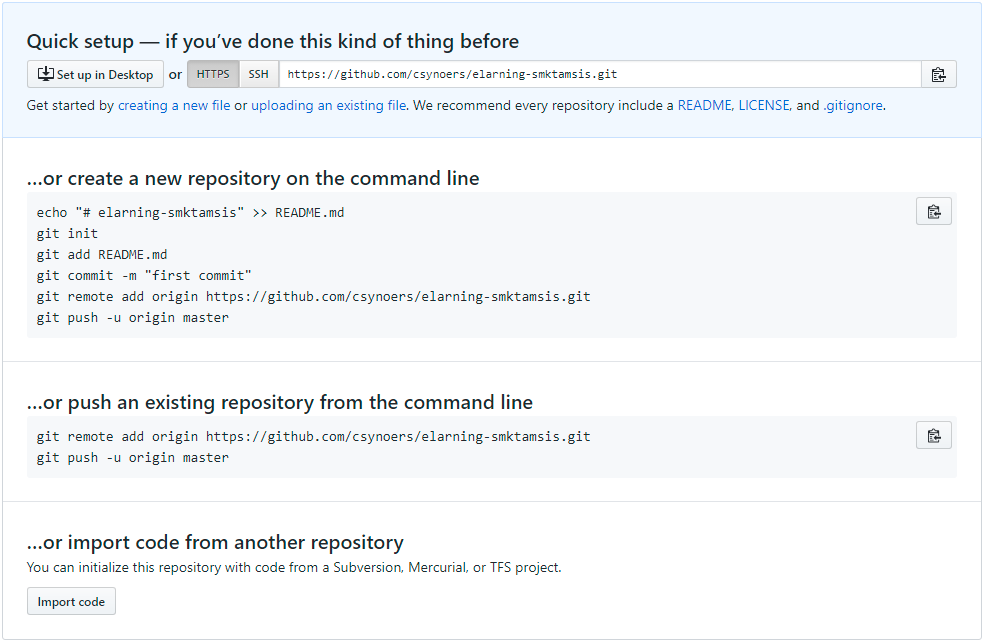 Quick setup — if you’ve done this kind of thing before
Set up in Desktop or HTTPS SSH https://github.com/csynoers/elarning-smktamsis.git
Get started by creating a new file or uploading an existing file. We recommend every repository include a README, LICENSE, and .gitignore.
…or create a new repository on the command line
echo "# elarning-smktamsis" >> README.md
git init
git add README.md
git commit -m "first commit"
git remote add origin https://github.com/csynoers/elarning-smktamsis.git
git push -u origin master
…or push an existing repository from the command line
git remote add origin https://github.com/csynoers/elarning-smktamsis.git
git push -u origin master
…or import code from another repository
You can initialize this repository with code from a Subversion, Mercurial, or TFS project.
Import code